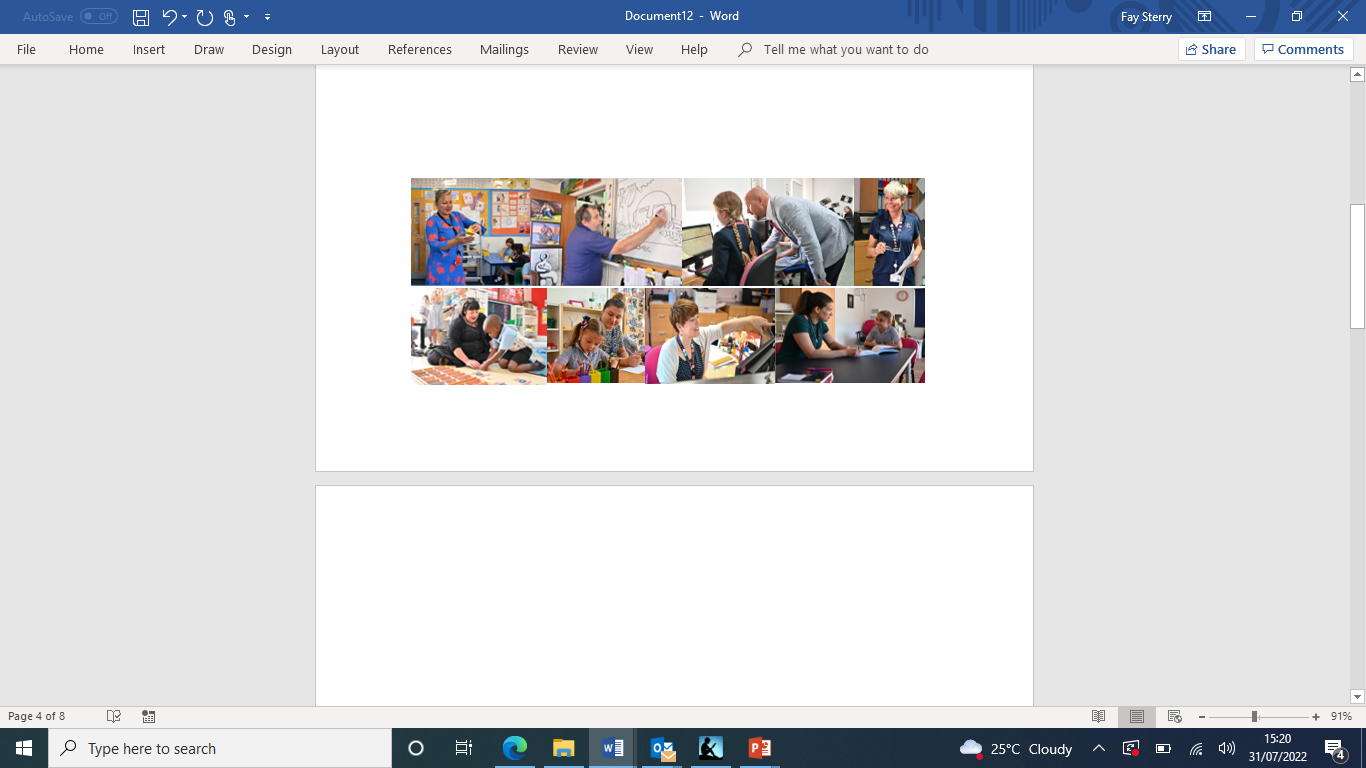 AutoSave Off
Document12 - Word
Fay Sterry
File Home Insert Draw Design Layout References Mailings Review View Help Tell me what you want to do
Share Comments
Page 4 of 8
91%
Type here to search
25°C Cloudy
15:20
31/07/2022
4